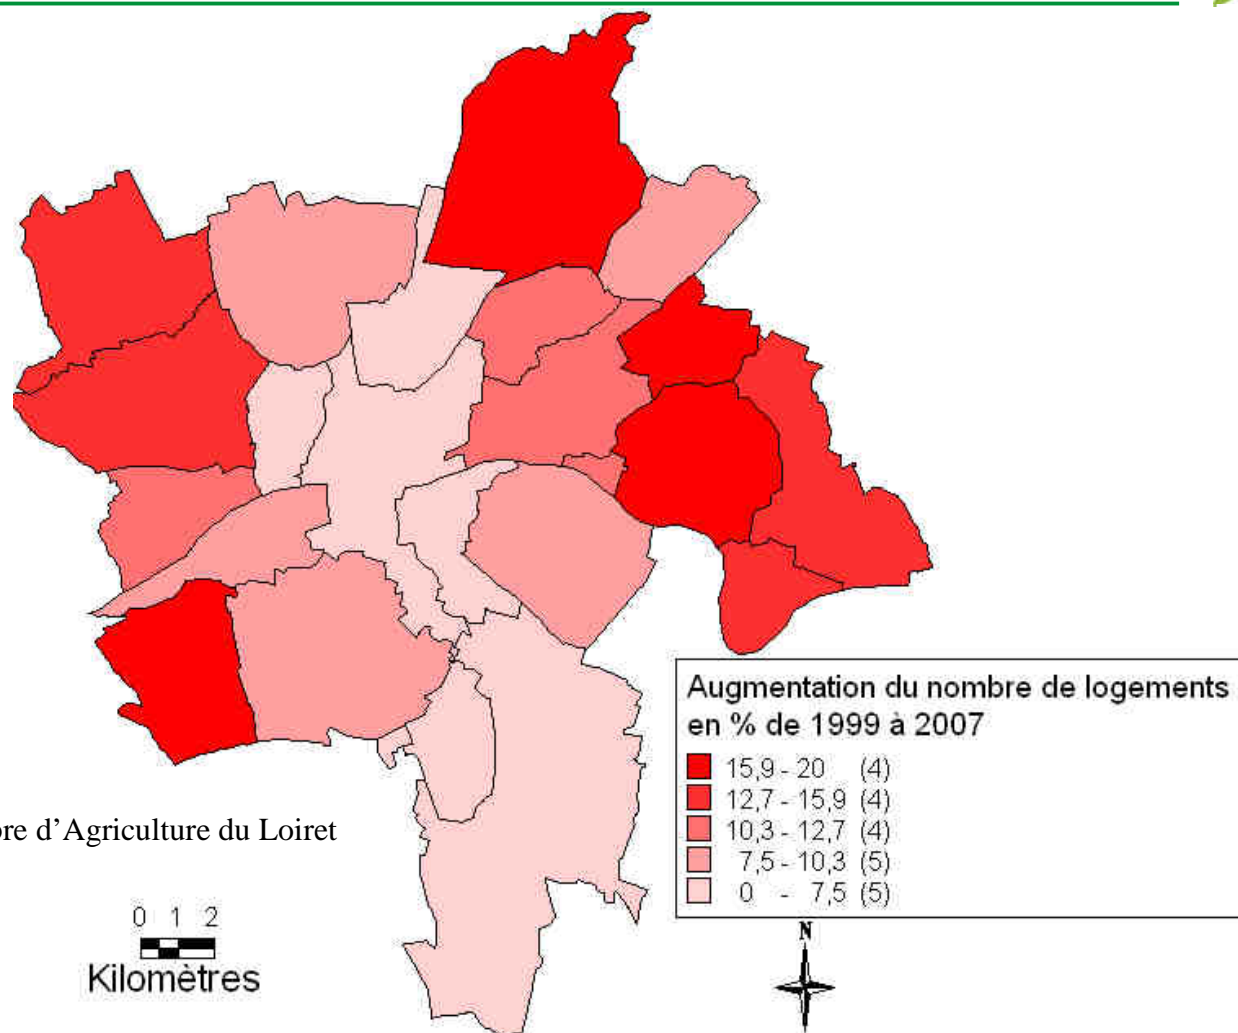 Augmentation du nombre de logements
en % de 1999 à 2007
15,9 - 20 (4)
12,7 - 15,9 (4)
10,3 - 12,7 (4)
7,5 - 10,3 (5)
0 - 7,5 (5)
d’Agriculture du Loiret
0 1 2
Kilomètres
N